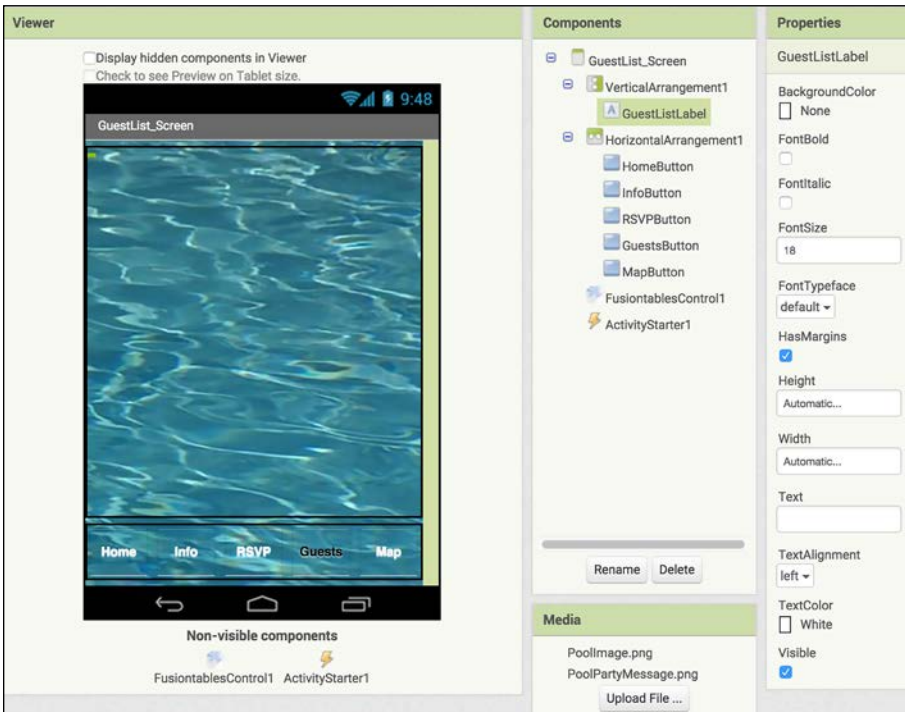 Viewer
Display hidden components in Viewer
Check to see Preview on Tablet size.
9:48
GuestList_Screen
Home Info RSVP Guests Map
Non-visible components
FusiontablesControl1 ActivityStarter1
Components
GuestList_Screen
VerticalArrangement1
A GuestListLabel
HorizontalArrangement1
HomeButton
InfoButton
RSVPButton
GuestsButton
MapButton
FusiontablesControl1
ActivityStarter1
Rename Delete
Media
PoolImage.png
PoolPartyMessage.png
Upload File ...
Properties
GuestListLabel
BackgroundColor
None
FontBold
FontItalic
FontSize
18
FontTypeface
default
HasMargins
Height
Automatic...
Width
Automatic...
Text
TextAlignment
left
TextColor
White
Visible